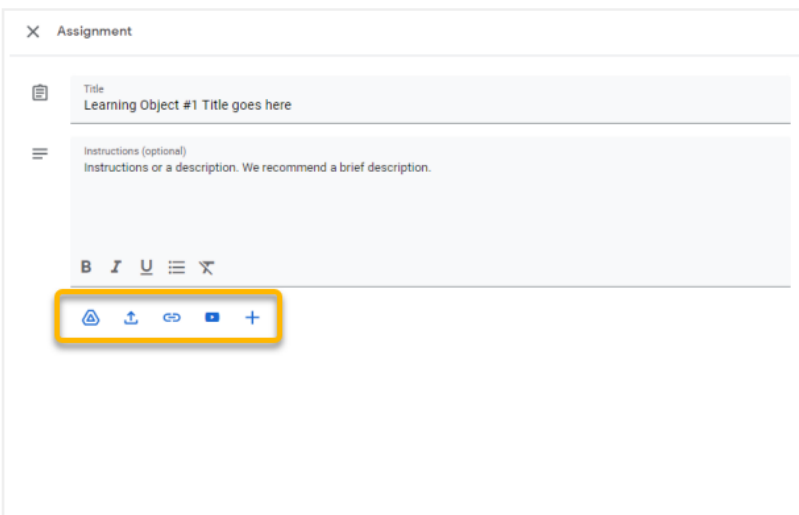 Assignment
Title
Learning Object #1 Title goes here
Instructions (optional)
Instructions or a description. We recommend a brief description.
B I U